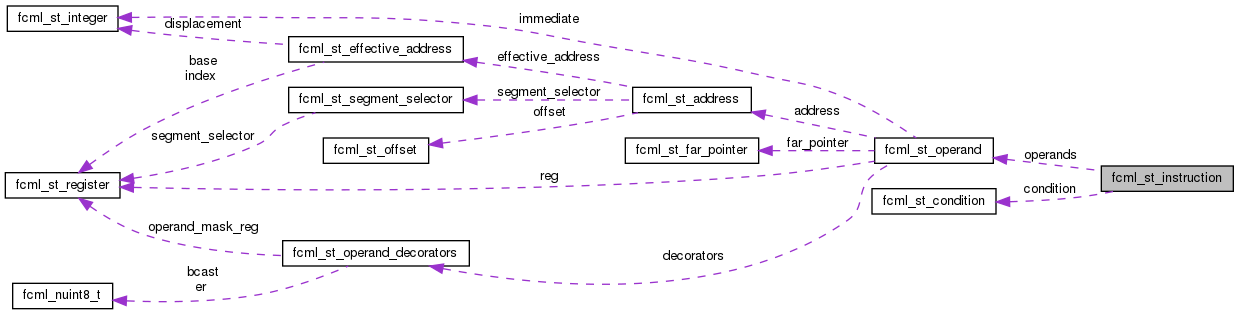 fcml_st_integer
displacement
immediate
fcml_st_effective_address
base
index
effective_address
fcml_st_segment_selector
segment_selector
fcml_st_address
offset
address
segment_selector
fcml_st_offset
fcml_st_far_pointer
far_pointer
fcml_st_operand
operands
fcml_st_register
reg
fcml_st_instruction
condition
fcml_st_condition
operand_mask_reg
fcml_st_operand_decorators
decorators
bcast
er
fcml_nuint8_t